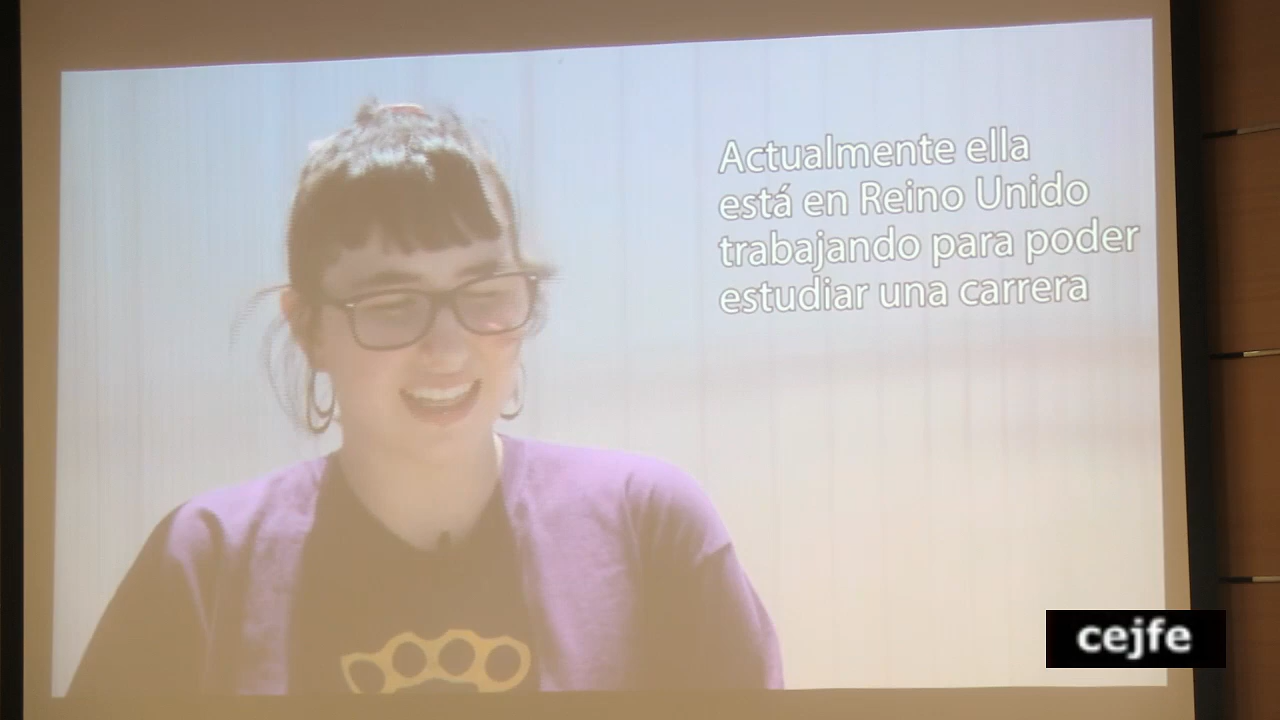 Actualmente ella
está en Reino Unido
trabajando para poder
estudiar una carrera
cejfe